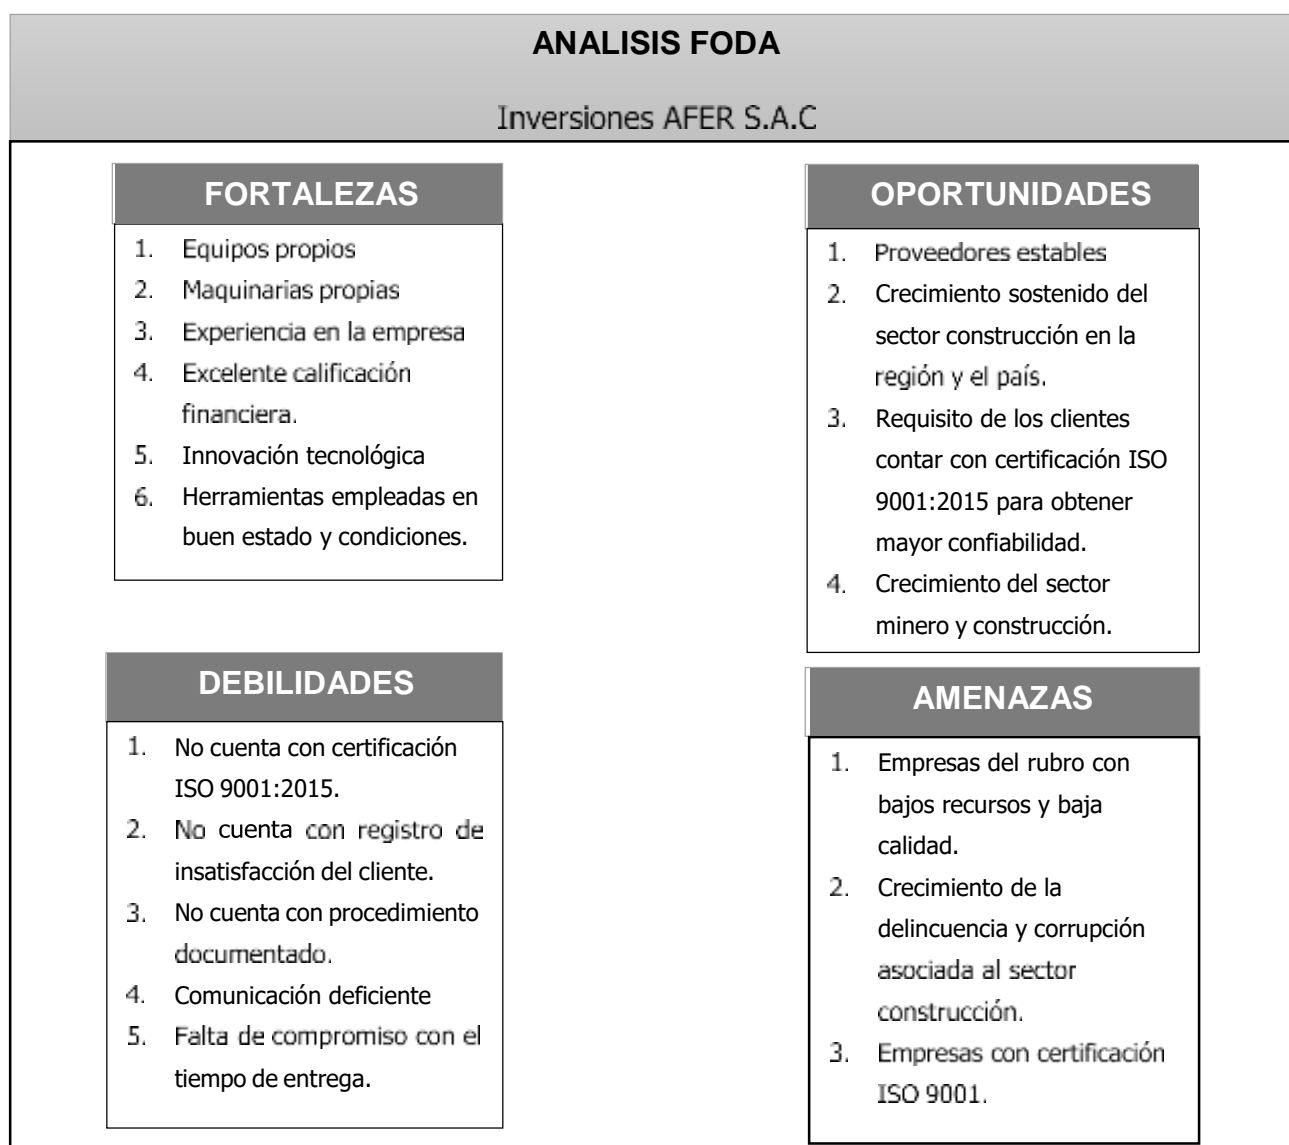 ANALISIS FODA
Inversiones AFER S.A.C
FORTALEZAS
1. Equipos propios
2. Maquinarias propias
3. Experiencia en la empresa
4. Excelente calificación
financiera.
5. Innovación tecnológica
6. Herramientas empleadas en
buen estado y condiciones.
OPORTUNIDADES
1. Proveedores estables
2. Crecimiento sostenido del
sector construcción en la
región y el país.
3. Requisito de los clientes
contar con certificación ISO
9001:2015 para obtener
mayor confiabilidad.
4. Crecimiento del sector
minero y construcción.
DEBILIDADES
1. No cuenta con certificación
ISO 9001:2015.
2. No cuenta con registro de
insatisfacción del cliente.
3. No cuenta con procedimiento
documentado.
4. Comunicación deficiente
5. Falta de compromiso con el
tiempo de entrega.
AMENAZAS
1. Empresas del rubro con
bajos recursos y baja
calidad.
2. Crecimiento de la
delincuencia y corrupción
asociada al sector
construcción.
3. Empresas con certificación
ISO 9001.